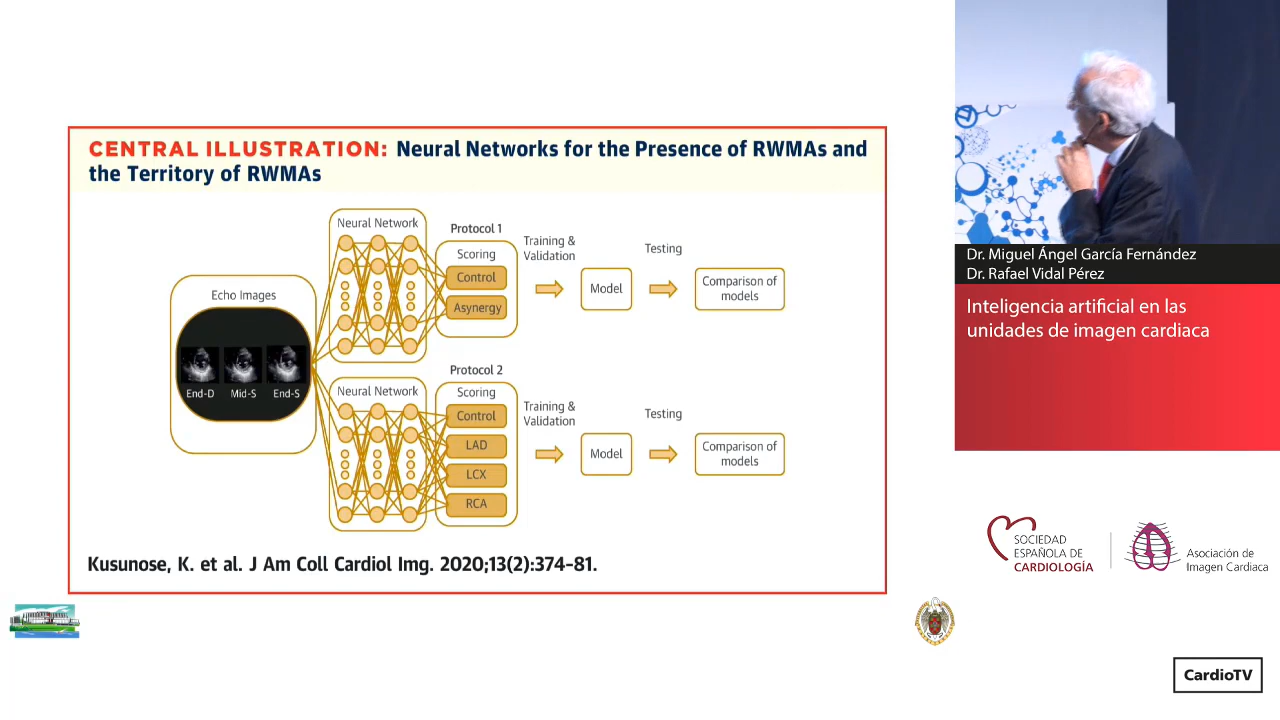 CENTRAL ILLUSTRATION: Neural Networks for the Presence of RWMAs and
the Territory of RWMAs
Echo Images
End-D
Mid-S
End-S
Neural Network
Protocol 1
Scoring
Control
Asynergy
Training &
Validation
Model
Testing
Comparison of
models
Neural Network
Protocol 2
Scoring
Control
LAD
LCX
RCA
Training &
Validation
Model
Testing
Comparison of
models
Kusunose, K. et al. J Am Coll Cardiol Img. 2020;13(2):374–81.
Dr. Miguel Ángel García Fernández
Dr. Rafael Vidal Pérez
Inteligencia artificial en las
unidades de imagen cardiaca
SOCIEDAD
ESPAÑOLA DE
CARDIOLOGÍA
Asociación de
Imagen Cardiaca
CardioTV